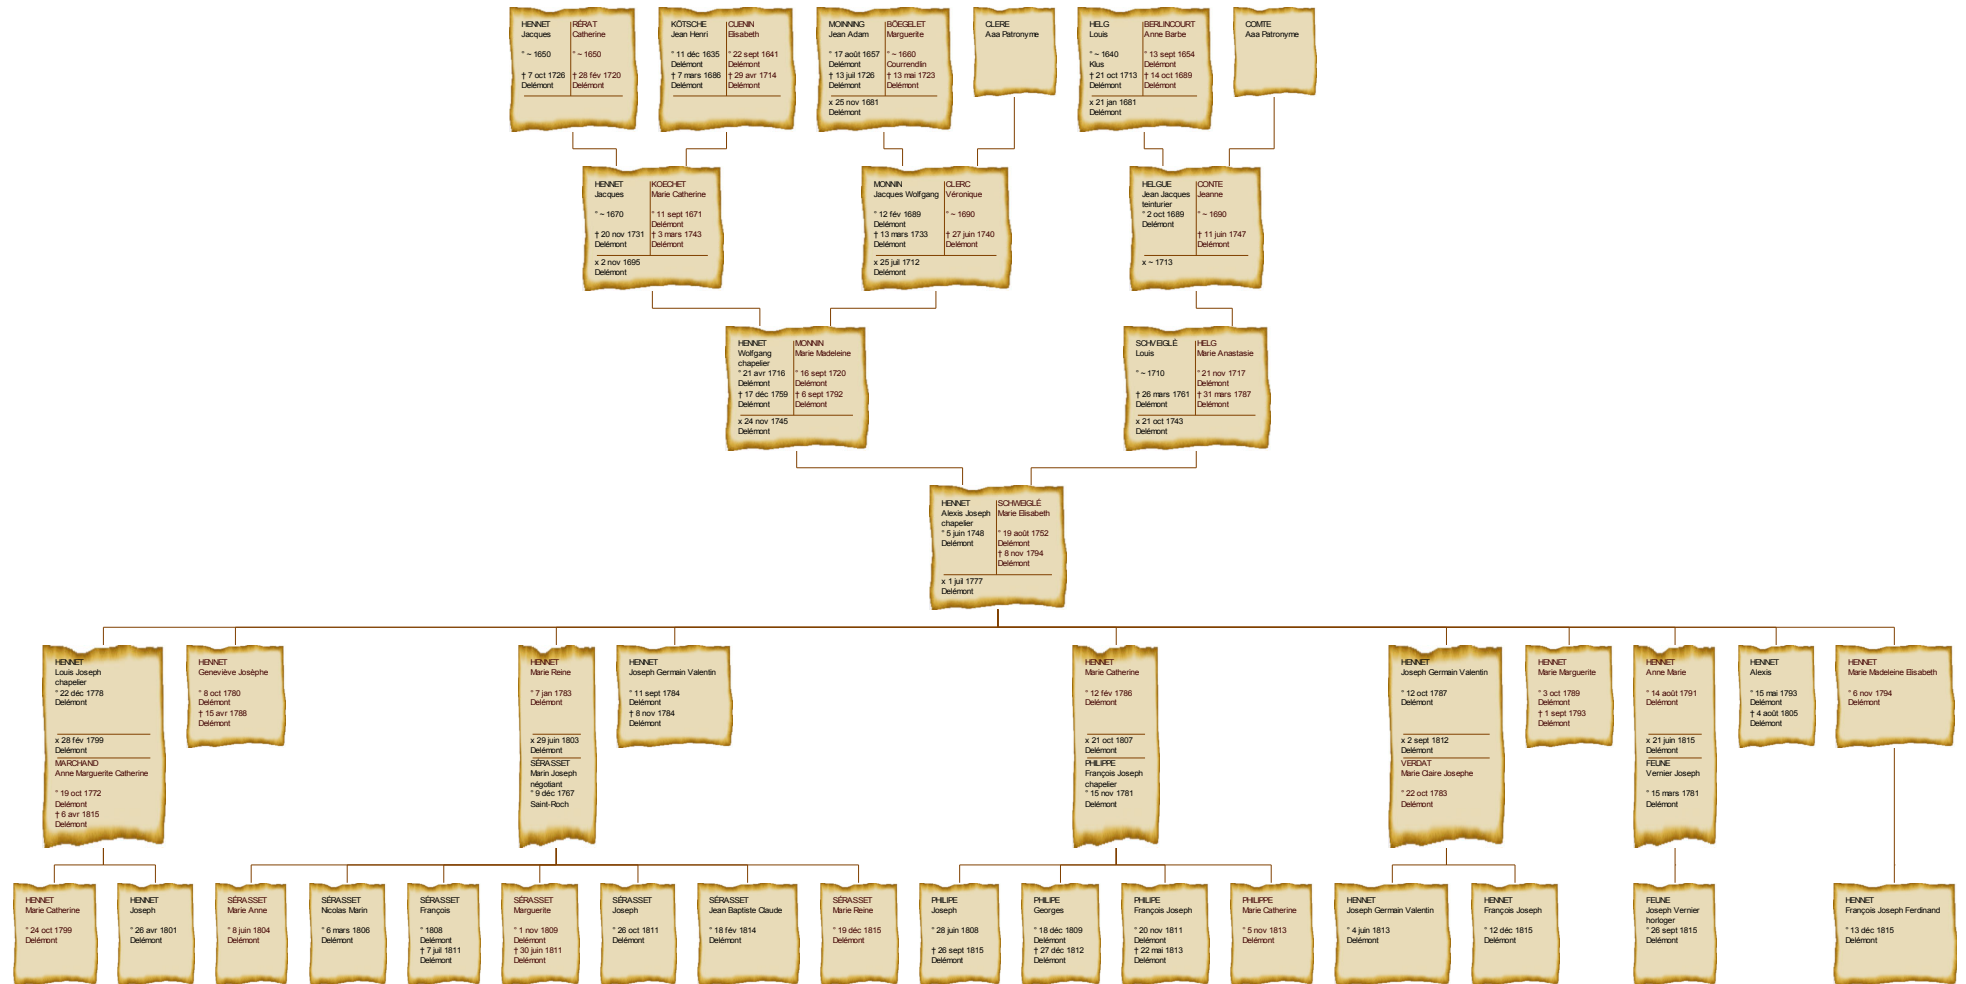 HENNET
Jacques
° ~ 1650
† 7 oct 1726
Delémont
RÉRAT
Catherine
° ~ 1650
† 28 fév 1720
Delémont
KÖTSCHE
Jean Henri
° 11 déc 1635
Delémont
† 7 mars 1686
Delémont
CUENIN
Elisabeth
° 22 sept 1641
Delémont
† 29 avr 1714
Delémont
MOINNING
Jean Adam
° 17 août 1657
Delémont
† 13 juil 1726
Delémont
BÖEGELET
Marguerite
° ~ 1660
Courrendlin
† 13 mai 1723
Delémont
x 25 nov 1681
Delémont
CLERE
Aaa Patronyme
HELG
Louis
° ~ 1640
Klus
† 21 oct 1713
Delémont
BERLINCOURT
Anne Barbe
° 13 sept 1654
Delémont
† 14 oct 1689
Delémont
x 21 jan 1681
Delémont
COMTE
Aaa Patronyme
HENNET
Jacques
° ~ 1670
† 20 nov 1731
Delémont
KOECHET
Marie Catherine
° 11 sept 1671
Delémont
† 3 mars 1743
Delémont
x 2 nov 1695
Delémont
MONNIN
Jacques Wolfgang
° 12 fév 1689
Delémont
† 13 mars 1733
Delémont
CLERC
Véronique
° ~ 1690
† 27 juin 1740
Delémont
x 25 juil 1712
Delémont
HELGUE
Jean Jacques
teinturier
° 2 oct 1689
Delémont
CONTE
Jeanne
° ~ 1690
† 11 juin 1747
Delémont
x ~ 1713
HENNET
Wolfgang
chapelier
° 21 avr 1716
Delémont
† 17 déc 1759
Delémont
MONNIN
Marie Madeleine
° 16 sept 1720
Delémont
† 6 sept 1792
Delémont
x 24 nov 1745
Delémont
SCHVEIGLÉ
Louis
° ~ 1710
† 26 mars 1761
Delémont
HELG
Marie Anastasie
° 21 nov 1717
Delémont
† 31 mars 1787
Delémont
x 21 oct 1743
Delémont
HENNET
Alexis Joseph
chapelier
° 5 juin 1748
Delémont
SCHWEIGLÉ
Marie Elisabeth
° 19 août 1752
Delémont
† 8 nov 1794
Delémont
x 1 juil 1777
Delémont
HENNET
Louis Joseph
chapelier
° 22 déc 1778
Delémont
x 28 fév 1799
Delémont
MARCHAND
Anne Marguerite Catherine
° 19 oct 1772
Delémont
† 6 avr 1815
Delémont
HENNET
Geneviève Josèphe
° 8 oct 1780
Delémont
† 15 avr 1788
Delémont
HENNET
Marie Reine
° 7 jan 1783
Delémont
x 29 juin 1803
Delémont
SÉRASSET
Marin Joseph
négotiant
° 9 déc 1767
Saint-Roch
HENNET
Joseph Germain Valentin
° 11 sept 1784
Delémont
† 8 nov 1784
Delémont
HENNET
Marie Catherine
° 12 fév 1786
Delémont
x 21 oct 1807
Delémont
PHILIPPE
François Joseph
chapelier
° 15 nov 1781
Delémont
HENNET
Joseph Germain Valentin
° 12 oct 1787
Delémont
x 2 sept 1812
Delémont
VERDAT
Marie Claire Josephe
° 22 oct 1783
Delémont
HENNET
Marie Marguerite
° 3 oct 1789
Delémont
† 1 sept 1793
Delémont
HENNET
Anne Marie
° 14 août 1791
Delémont
x 21 juin 1815
Delémont
FEUNE
Vernier Joseph
° 15 mars 1781
Delémont
HENNET
Alexis
° 15 mai 1793
Delémont
† 4 août 1805
Delémont
HENNET
Marie Madeleine Elisabeth
° 6 nov 1794
Delémont
HENNET
Marie Catherine
° 24 oct 1799
Delémont
HENNET
Joseph
° 26 avr 1801
Delémont
SÉRASSET
Marie Anne
° 8 juin 1804
Delémont
SÉRASSET
Nicolas Marin
° 6 mars 1806
Delémont
SÉRASSET
François
° 1808
Delémont
† 7 juil 1811
Delémont
SÉRASSET
Marguerite
° 1 nov 1809
Delémont
† 30 juin 1811
Delémont
SÉRASSET
Joseph
° 26 oct 1811
Delémont
SÉRASSET
Jean Baptiste Claude
° 18 fév 1814
Delémont
SÉRASSET
Marie Reine
° 19 déc 1815
Delémont
PHILIPE
Joseph
° 28 juin 1808
† 26 sept 1815
Delémont
PHILIPE
Georges
° 18 déc 1809
Delémont
† 27 déc 1812
Delémont
PHILIPE
François Joseph
° 20 nov 1811
Delémont
† 22 mai 1813
Delémont
PHILIPPE
Marie Catherine
° 5 nov 1813
Delémont
HENNET
Joseph Germain Valentin
° 4 juin 1813
Delémont
HENNET
François Joseph
° 12 déc 1815
Delémont
FEUNE
Joseph Vernier
horloger
° 26 sept 1815
Delémont
HENNET
François Joseph Ferdinand
° 13 déc 1815
Delémont